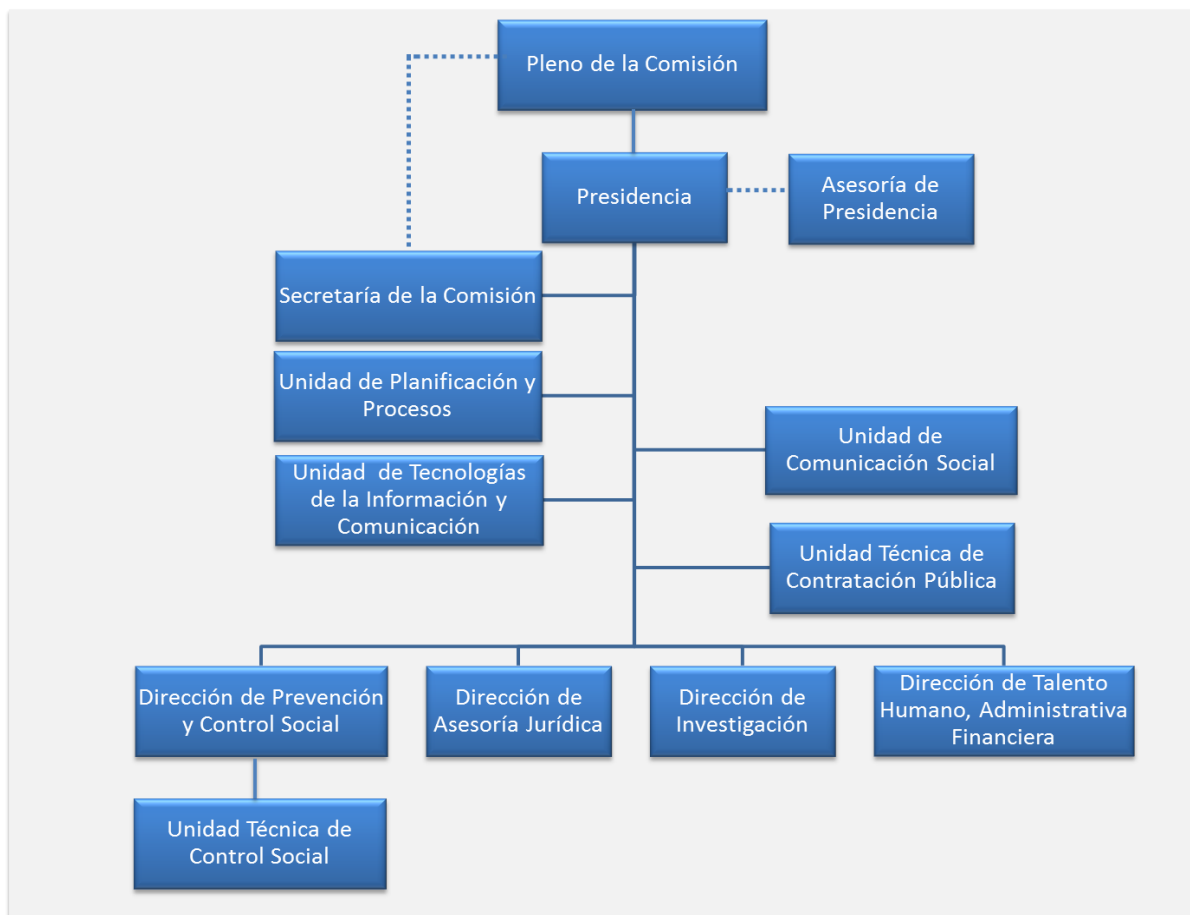 Pleno de la Comisión
Presidencia
Asesoría de
Presidencia
Secretaría de la Comisión
Unidad de Planificación y
Procesos
Unidad de
Comunicación Social
Unidad  de Tecnologías
de la Información y
Comunicación
Unidad Técnica de
Contratación Pública
Dirección de Prevención
y Control Social
Dirección de
Asesoría Jurídica
Dirección de
Investigación
Dirección de Talento
Humano, Administrativa
Financiera
Unidad Técnica de
Control Social